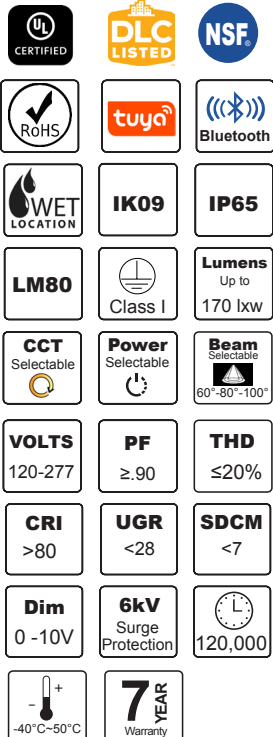 UL
CERTIFIED
DLC
LISTED
NSF
®
RoHS
tuya
Bluetooth
WET
LOCATION
IK09
IP65
LM80
Class I
Lumens
Up to
170 lxw
CCT
Selectable
Power
Selectable
Beam
Selectable
60°-80°-100°
VOLTS
120-277
PF
≥.90
THD
≤20%
CRI
>80
UGR
<28
SDCM
<7
Dim
0 -10V
6kV
Surge
Protection
120,000
+
-
-40°C~50°C
7 YEAR
Warranty